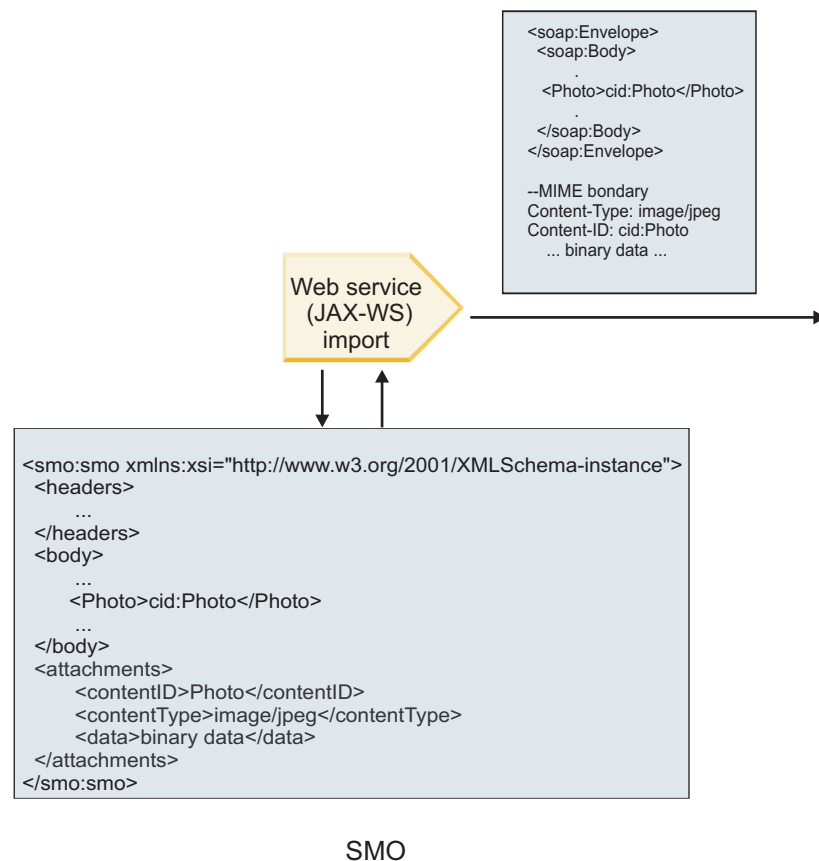 <soap:Envelope>
<soap:Body>
.
<Photo>cid:Photo</Photo>
.
</soap:Body>
</soap:Envelope>
--MIME bondary
Content-Type: image/jpeg
Content-ID: cid:Photo
... binary data ...
Web service
(JAX-WS)
import
<smo:smo xmlns:xsi="http://www.w3.org/2001/XMLSchema-instance">
<headers>
...
</headers>
<body>
...
<Photo>cid:Photo</Photo>
...
</body>
<attachments>
<contentID>Photo</contentID>
<contentType>image/jpeg</contentType>
<data>binary data</data>
</attachments>
</smo:smo>
SMO